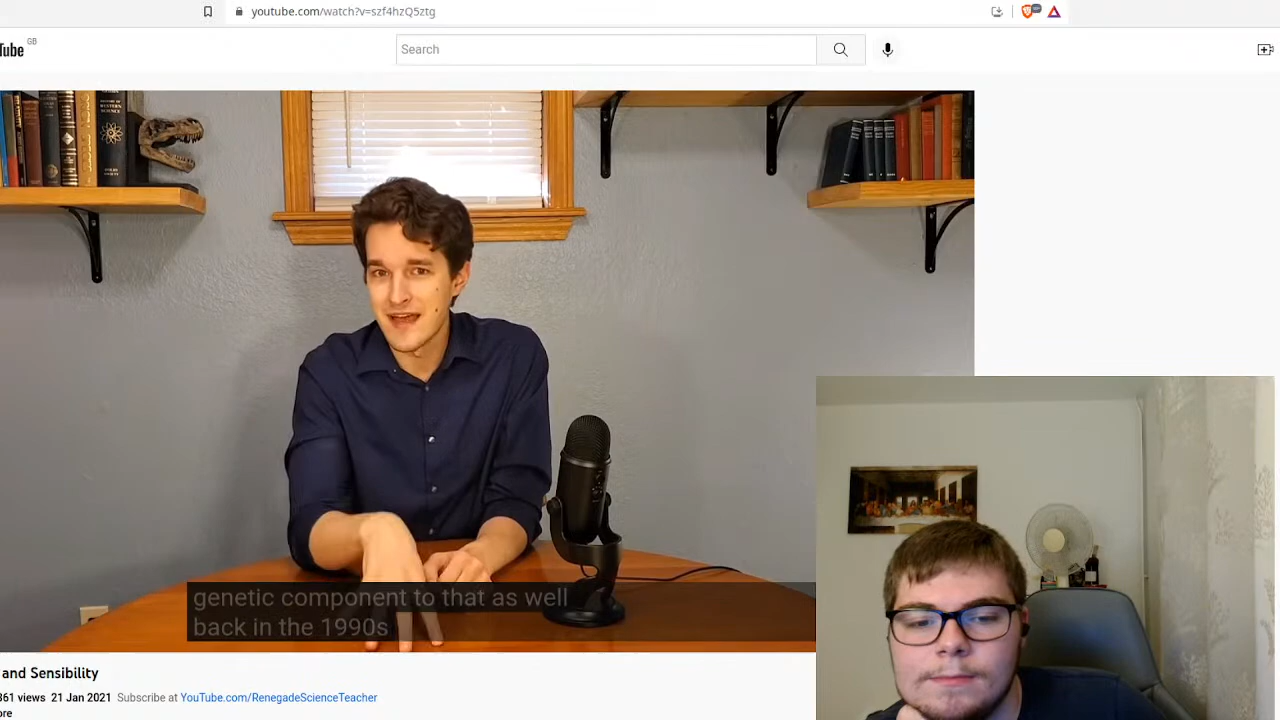 youtube.com/watch?v=szf4hzQ5ztg
Tube GB
Search
genetic component to that as well
back in the 1990s
and Sensibility
361 views 21 Jan 2021 Subscribe at YouTube.com/RenegadeScienceTeacher
ore